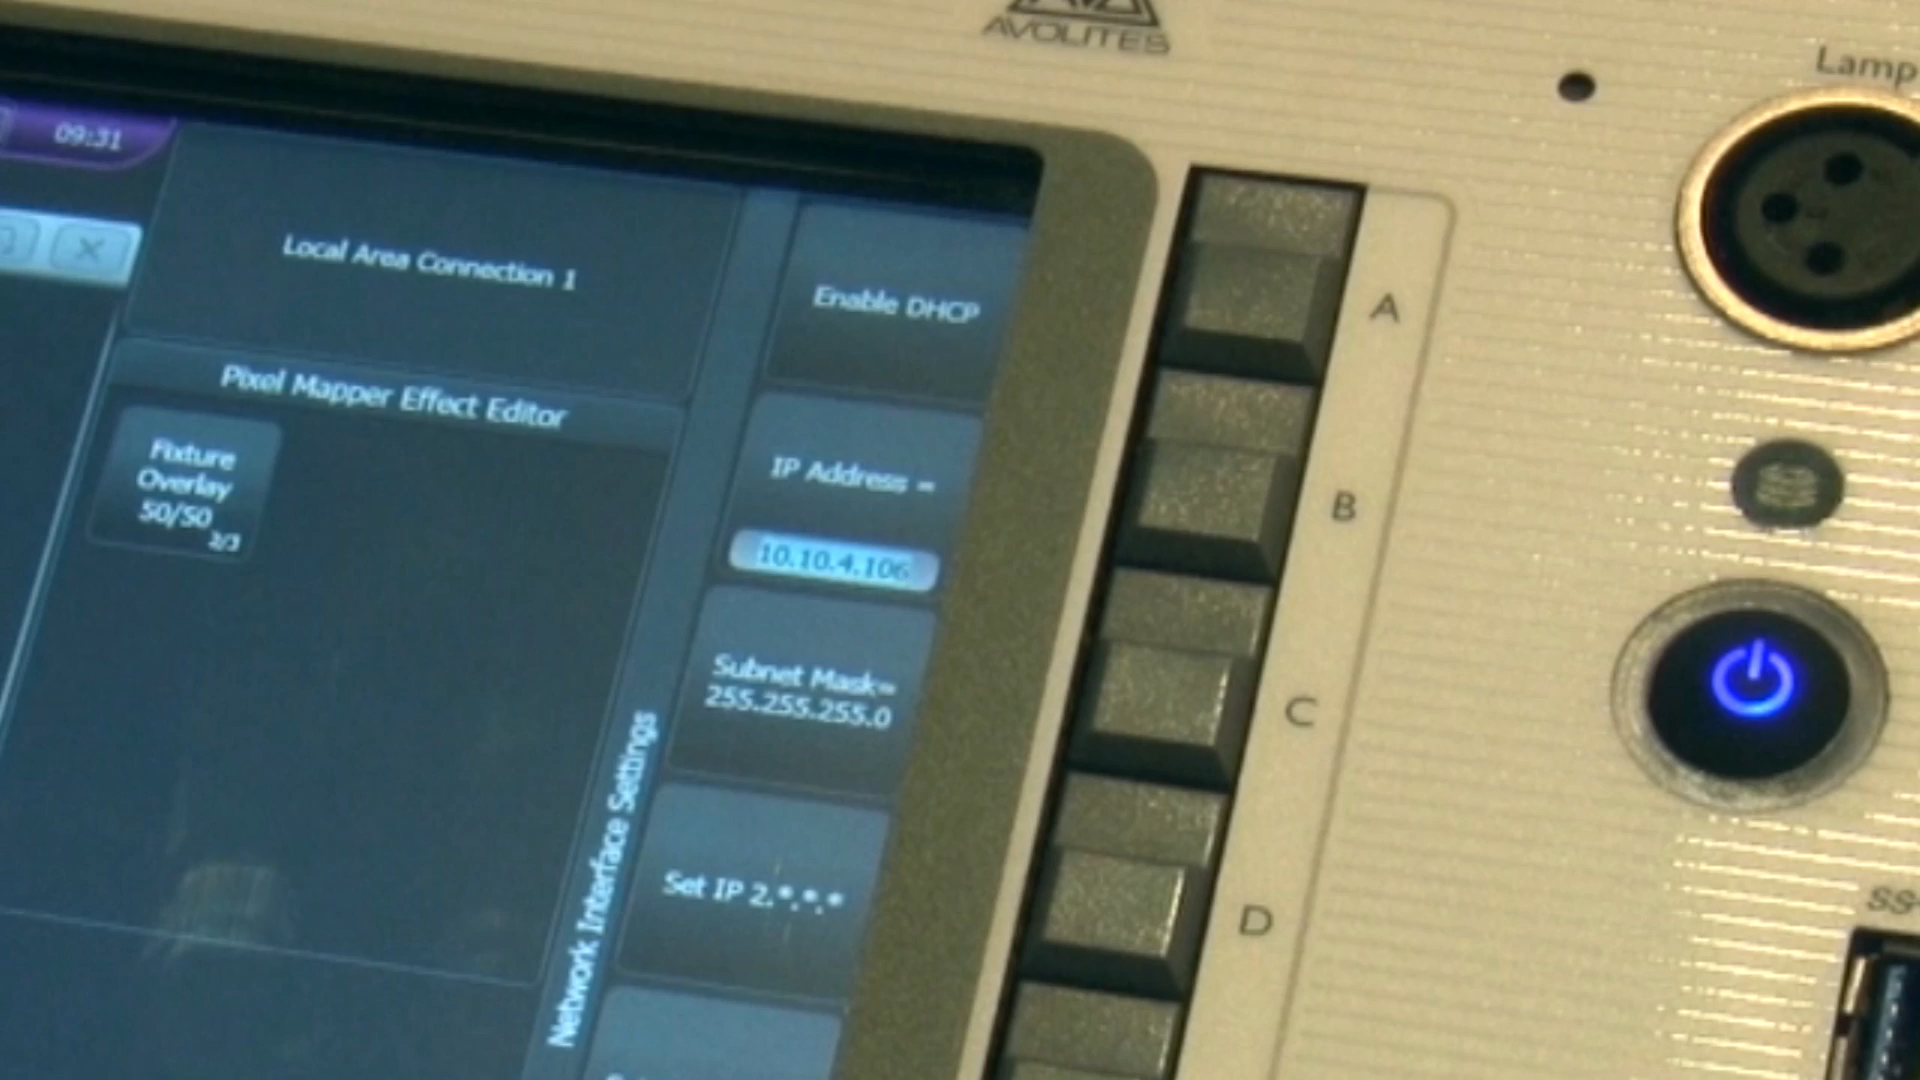 AVOLITES
Lamp
09:31
Local Area Connection 1
Enable DHCP
A
Pixel Mapper Effect Editor
Fixture
Overlay
50/50
2/3
IP Address =
10.10.4.106
B
Subnet Mask=
255.255.255.0
C
Set IP 2.*.*.*
D
Network Interface Settings